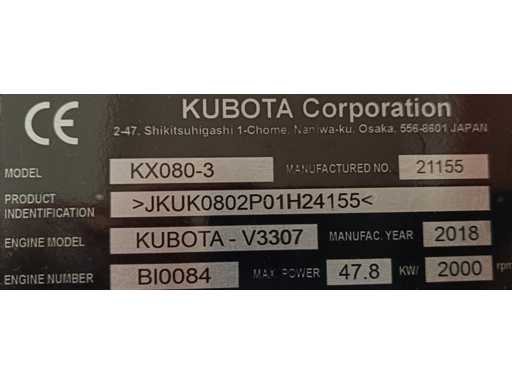 CE
KUBOTA Corporation
2-47, Shikitsuhigashi 1-Chome, Naniwa-ku, Osaka, 556-8601 JAPAN
MODEL KX080-3 MANUFACTURED NO. 21155
PRODUCT INDENTIFICATION >JKUK0802P01H24155<
ENGINE MODEL KUBOTA - V3307 MANUFAC. YEAR 2018
ENGINE NUMBER BI0084 MAX. POWER 47.8 KW/ 2000 rpm